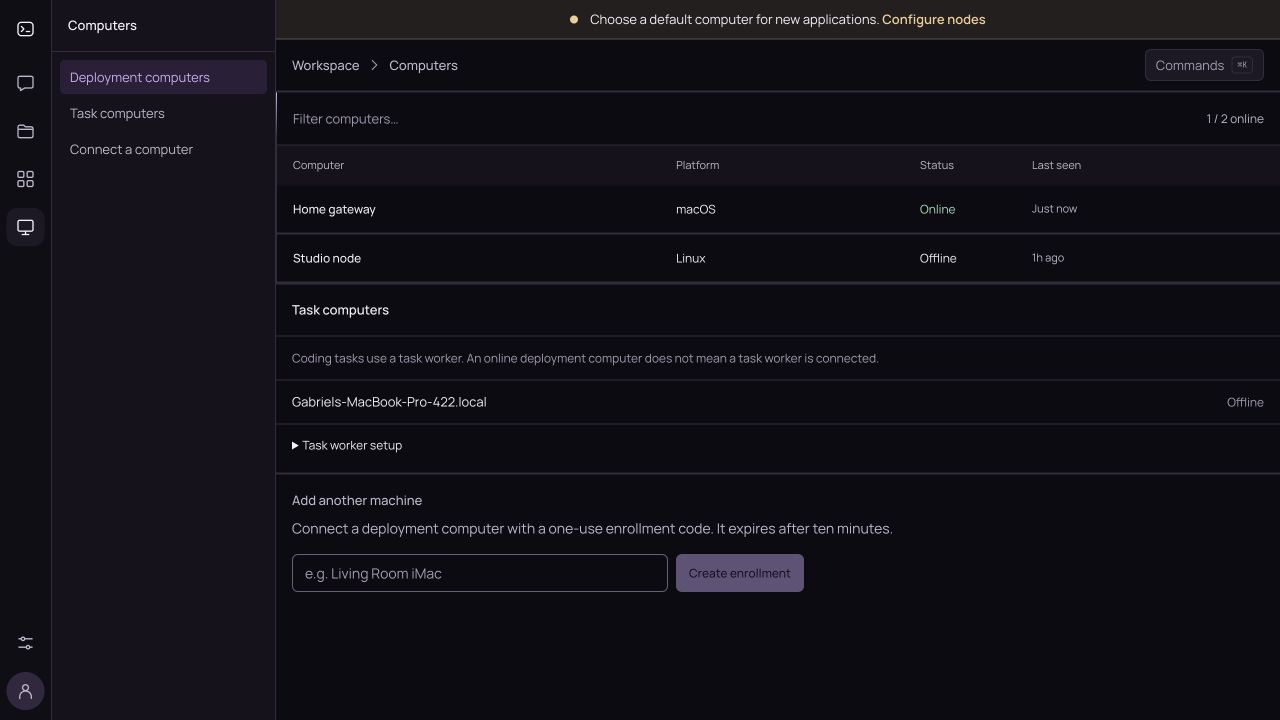 Computers
Deployment computers
Task computers
Connect a computer
Choose a default computer for new applications. Configure nodes
Workspace > Computers
Commands ⌘K
Filter computers…
1 / 2 online
Computer Platform Status Last seen
Home gateway macOS Online Just now
Studio node Linux Offline 1h ago
Task computers
Coding tasks use a task worker. An online deployment computer does not mean a task worker is connected.
Gabriels-MacBook-Pro-422.local Offline
Task worker setup
Add another machine
Connect a deployment computer with a one-use enrollment code. It expires after ten minutes.
e.g. Living Room iMac
Create enrollment